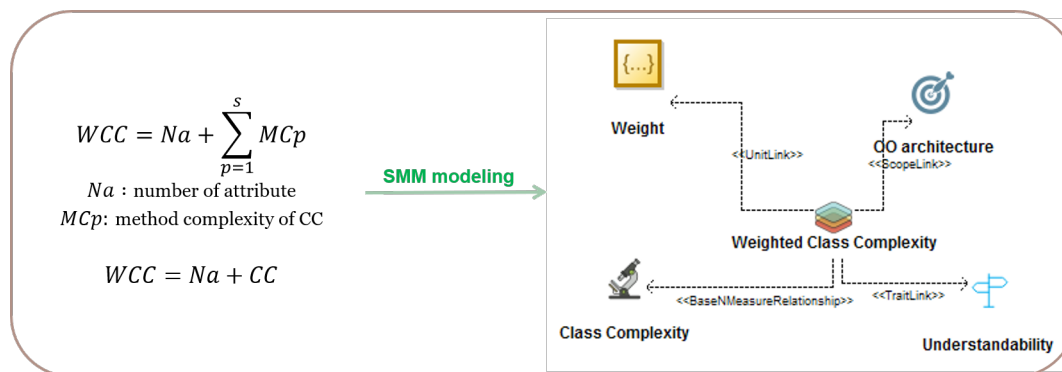 WCC = Na + \sum_{p=1}^{s} MCp
Na : number of attribute
MCp: method complexity of CC
WCC = Na + CC
SMM modeling
{...}
Weight
OO architecture
<<UnitLink>>
<<ScopeLink>>
Weighted Class Complexity
<<BaseNMeasureRelationship>>
<<TraitLink>>
Class Complexity
Understandability